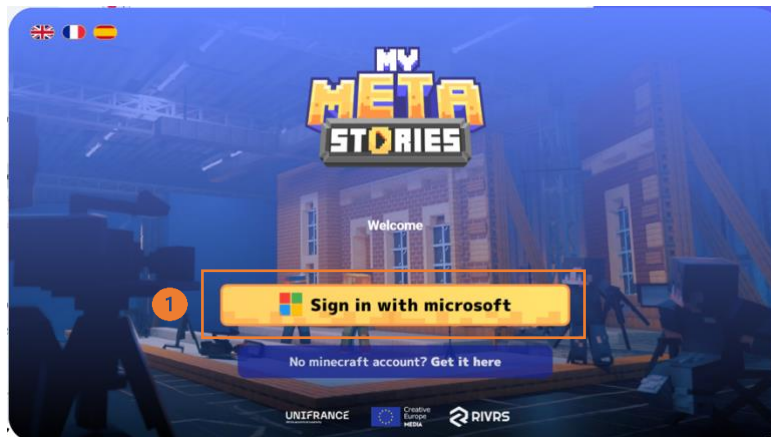 MY
META
STORIES
Welcome
1
Sign in with microsoft
No minecraft account? Get it here
UNIFRANCE
Creative
Europe
MEDIA
RIVRS